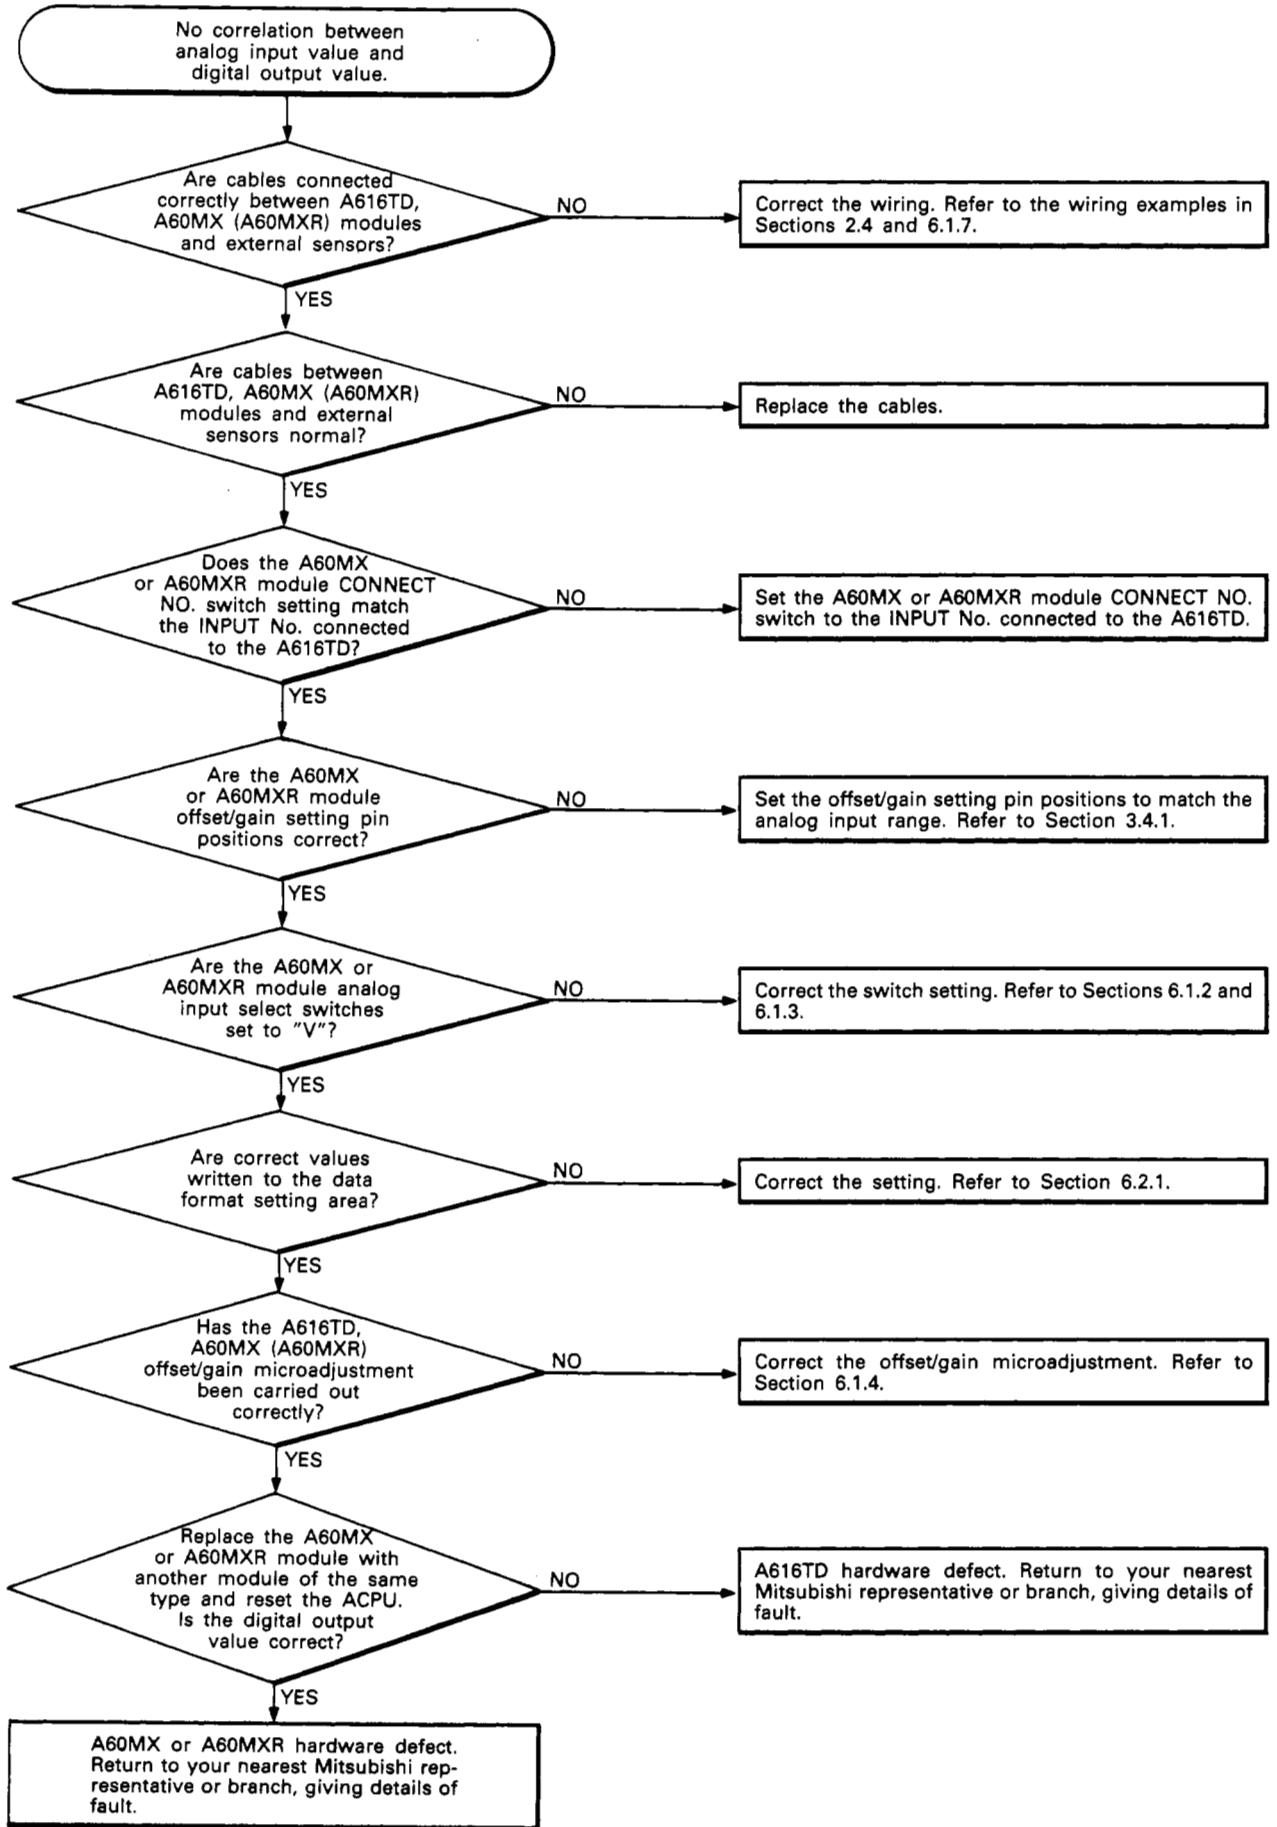 No correlation between
analog input value and
digital output value.
Are cables connected
correctly between A616TD,
A60MX (A60MXR) modules
and external sensors?
NO
Correct the wiring. Refer to the wiring examples in
Sections 2.4 and 6.1.7.
YES
Are cables between
A616TD, A60MX (A60MXR)
modules and external
sensors normal?
NO
Replace the cables.
YES
Does the A60MX
or A60MXR module CONNECT
NO. switch setting match
the INPUT No. connected
to the A616TD?
NO
Set the A60MX or A60MXR module CONNECT NO.
switch to the INPUT No. connected to the A616TD.
YES
Are the A60MX
or A60MXR module
offset/gain setting pin
positions correct?
NO
Set the offset/gain setting pin positions to match the
analog input range. Refer to Section 3.4.1.
YES
Are the A60MX or
A60MXR module analog
input select switches
set to "V"?
NO
Correct the switch setting. Refer to Sections 6.1.2 and
6.1.3.
YES
Are correct values
written to the data
format setting area?
NO
Correct the setting. Refer to Section 6.2.1.
YES
Has the A616TD,
A60MX (A60MXR)
offset/gain microadjustment
been carried out
correctly?
NO
Correct the offset/gain microadjustment. Refer to
Section 6.1.4.
YES
Replace the A60MX
or A60MXR module with
another module of the same
type and reset the ACPU.
Is the digital output
value correct?
NO
A616TD hardware defect. Return to your nearest
Mitsubishi representative or branch, giving details of
fault.
YES
A60MX or A60MXR hardware defect.
Return to your nearest Mitsubishi rep-
resentative or branch, giving details of
fault.